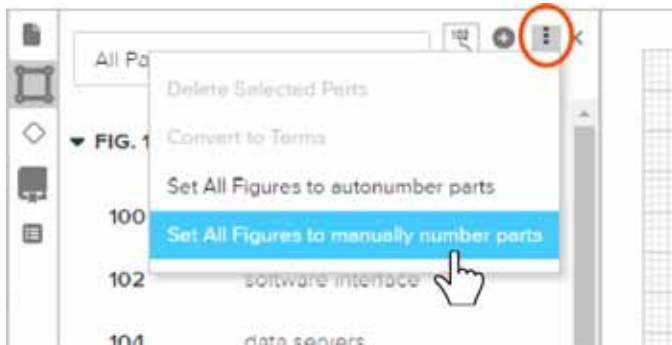 102
All Pa
Delete Selected Parts
Convert to Terms
FIG. 1
Set All Figures to autonumber parts
100
Set All Figures to manually number parts
102 software interface
104 data servers